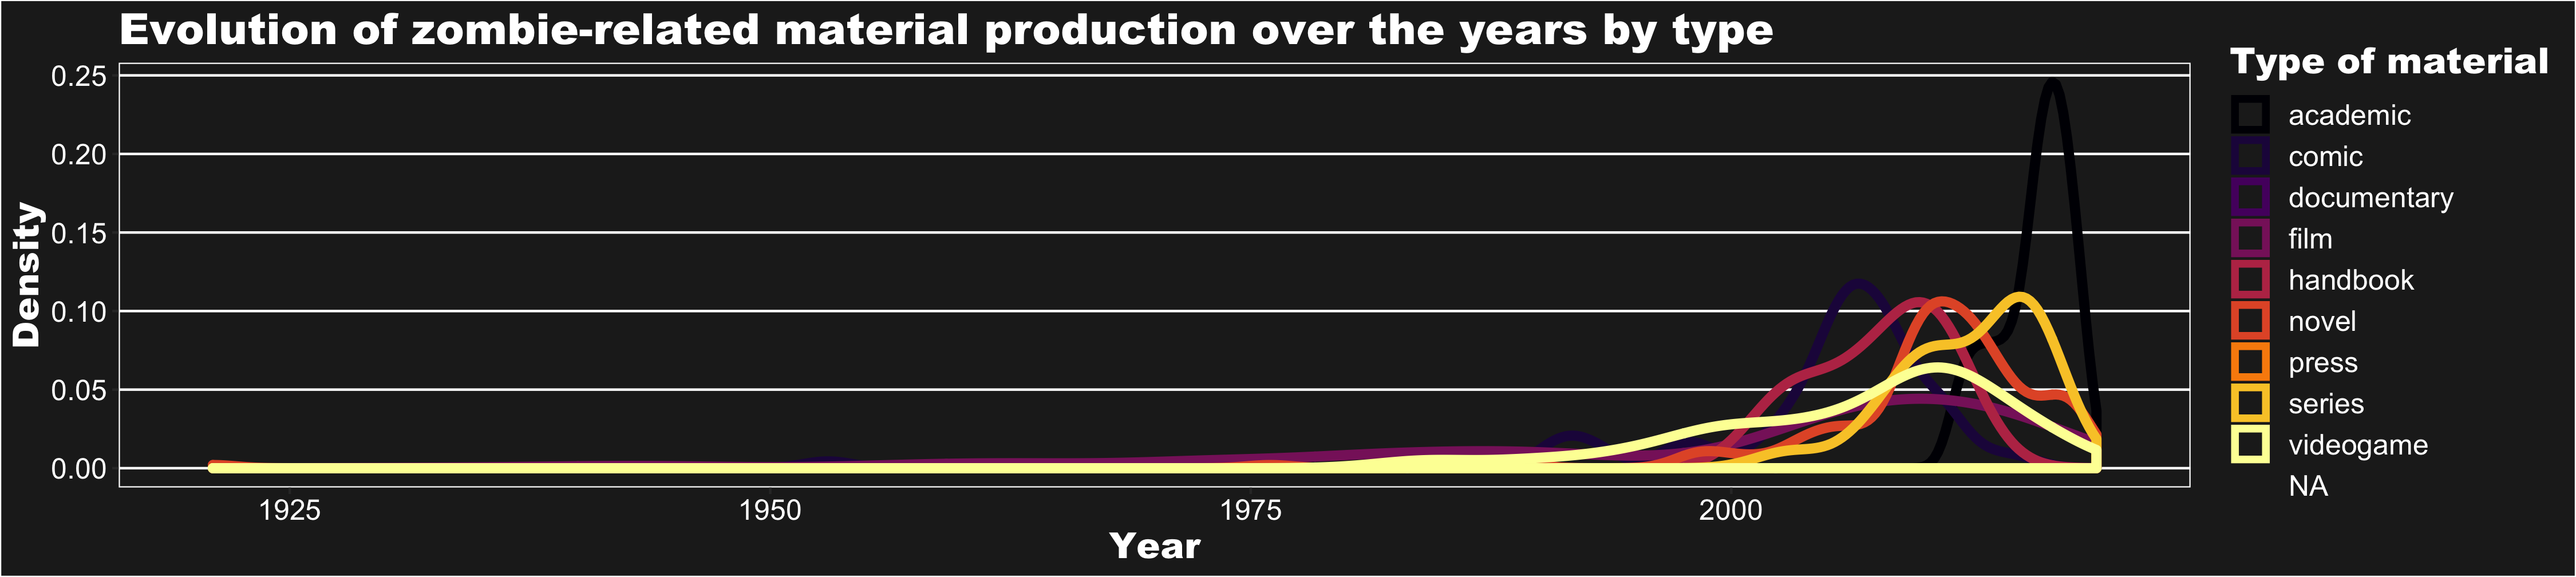 Evolution of zombie-related material production over the years by type
Type of material
0.25
0.20
0.15
0.10
0.05
0.00
Density
1925 1950 1975 2000
Year
academic
comic
documentary
film
handbook
novel
press
series
videogame
NA